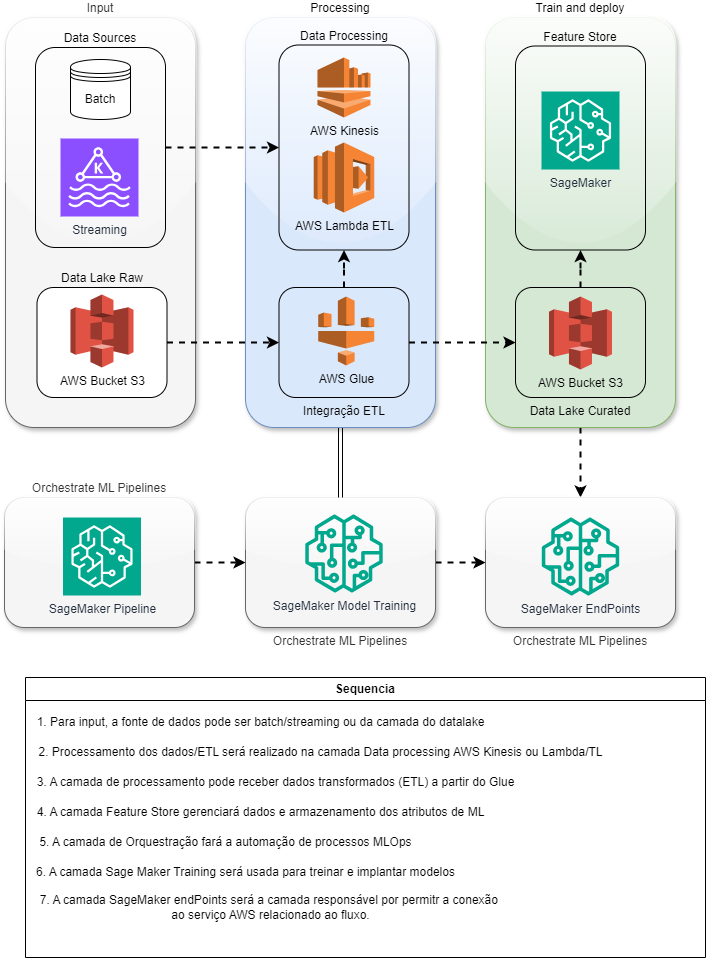 Input
Processing
Train and deploy
Data Sources
Batch
Streaming
Data Lake Raw
AWS Bucket S3
Data Processing
AWS Kinesis
AWS Lambda ETL
AWS Glue
Integração ETL
Feature Store
SageMaker
AWS Bucket S3
Data Lake Curated
Orchestrate ML Pipelines
SageMaker Pipeline
SageMaker Model Training
Orchestrate ML Pipelines
SageMaker EndPoints
Orchestrate ML Pipelines
Sequencia
1. Para input, a fonte de dados pode ser batch/streaming ou da camada do datalake
2. Processamento dos dados/ETL será realizado na camada Data processing AWS Kinesis ou Lambda/TL
3. A camada de processamento pode receber dados transformados (ETL) a partir do Glue
4. A camada Feature Store gerenciará dados e armazenamento dos atributos de ML
5. A camada de Orquestração fará a automação de processos MLOps
6. A camada Sage Maker Training será usada para treinar e implantar modelos
7. A camada SageMaker endPoints será a camada responsável por permitr a conexão
ao serviço AWS relacionado ao fluxo.